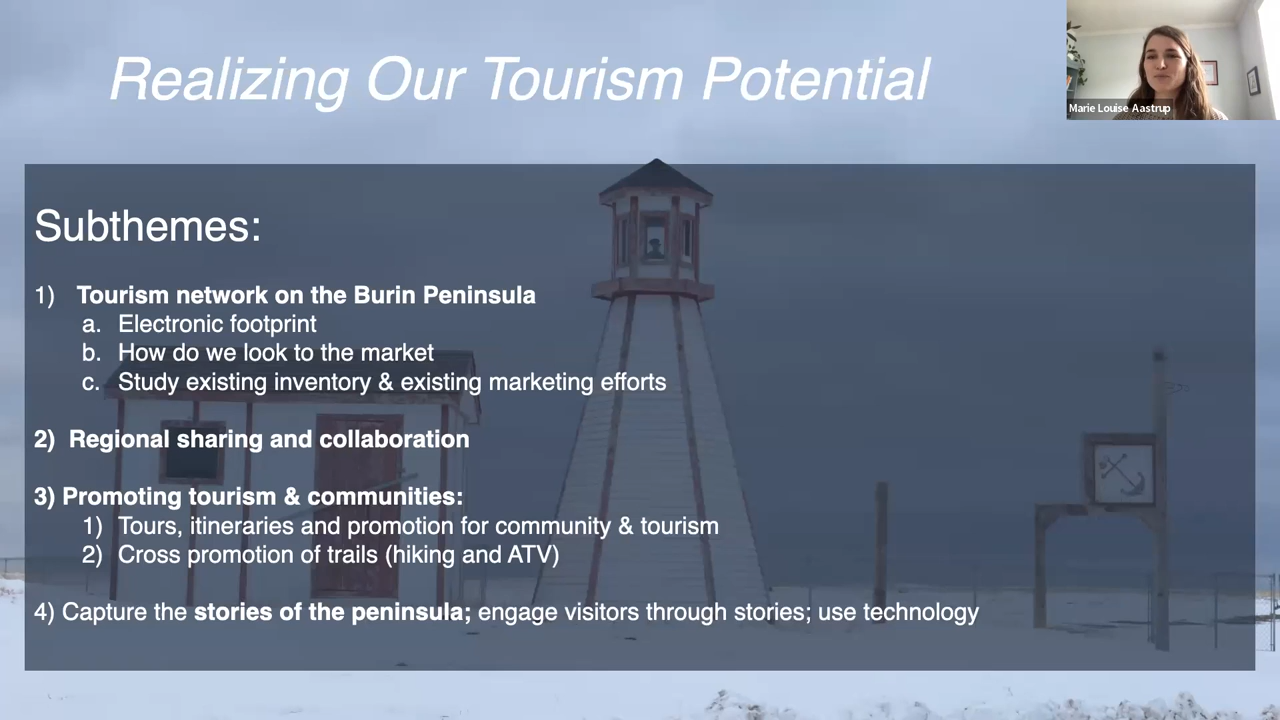 Realizing Our Tourism Potential
Marie Louise Aastrup
Subthemes:
1) Tourism network on the Burin Peninsula
a. Electronic footprint
b. How do we look to the market
c. Study existing inventory & existing marketing efforts
2) Regional sharing and collaboration
3) Promoting tourism & communities:
1) Tours, itineraries and promotion for community & tourism
2) Cross promotion of trails (hiking and ATV)
4) Capture the stories of the peninsula; engage visitors through stories; use technology